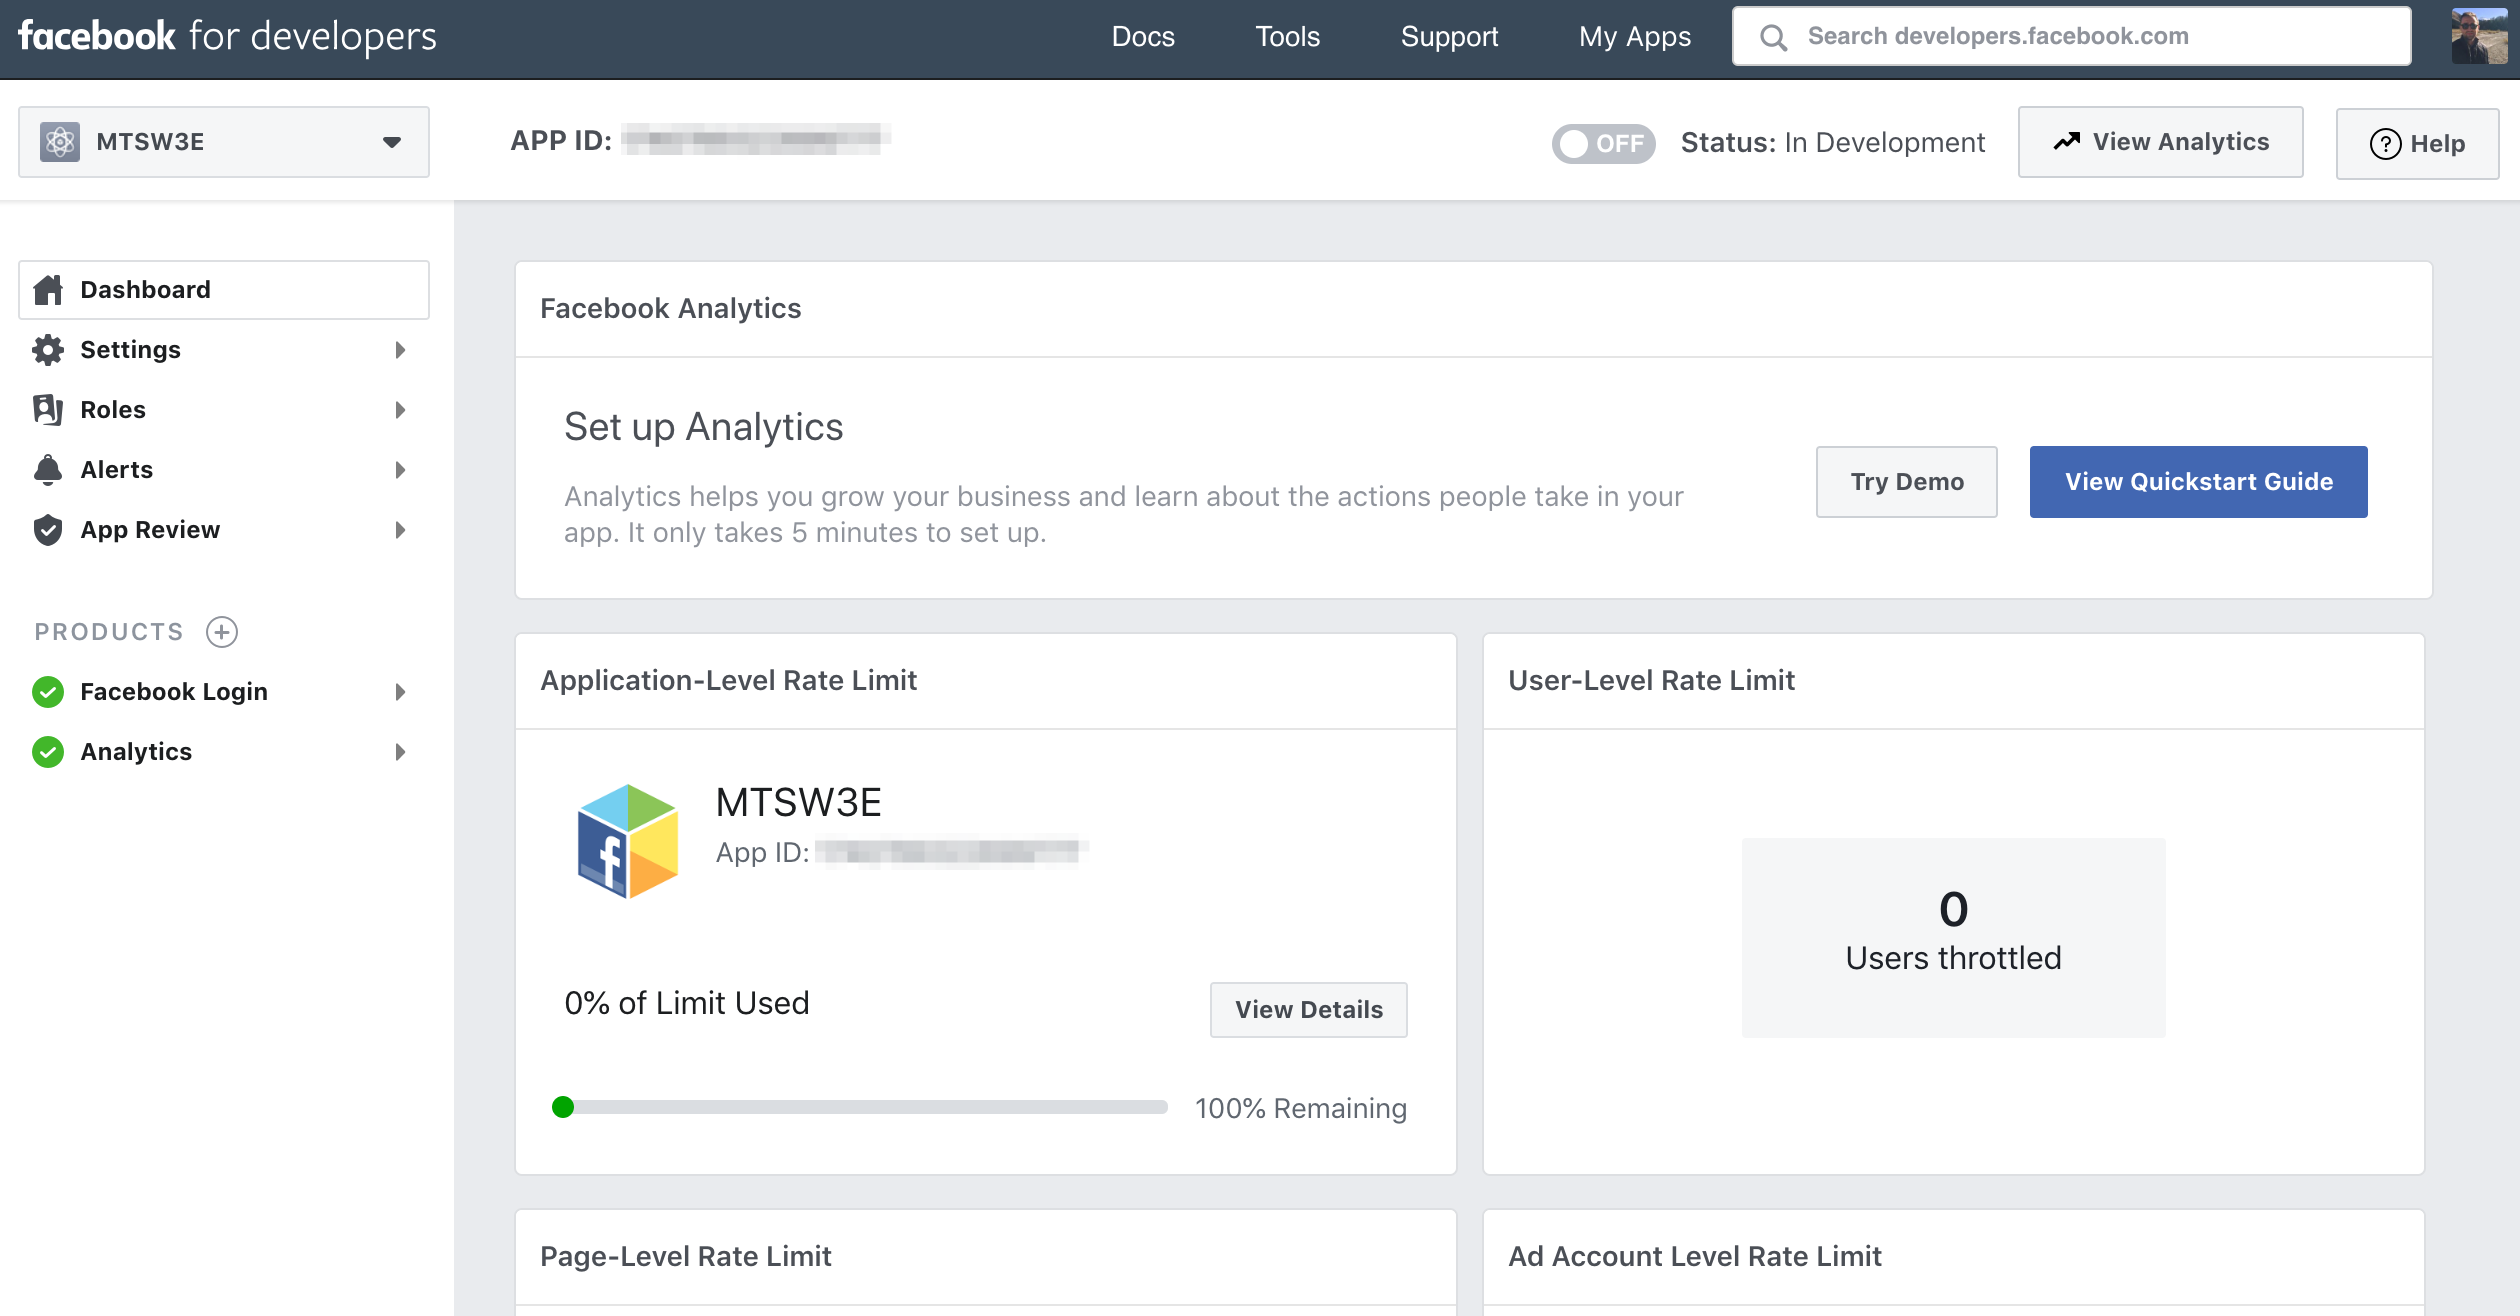 facebook for developers
Docs
Tools
Support
My Apps
Search developers.facebook.com
MTSW3E
APP ID:
OFF
Status: In Development
View Analytics
? Help
Dashboard
Settings
Roles
Alerts
App Review
PRODUCTS
Facebook Login
Analytics
Facebook Analytics
Set up Analytics
Analytics helps you grow your business and learn about the actions people take in your
app. It only takes 5 minutes to set up.
Try Demo
View Quickstart Guide
Application-Level Rate Limit
MTSW3E
App ID:
0% of Limit Used
View Details
100% Remaining
User-Level Rate Limit
0
Users throttled
Page-Level Rate Limit
Ad Account Level Rate Limit